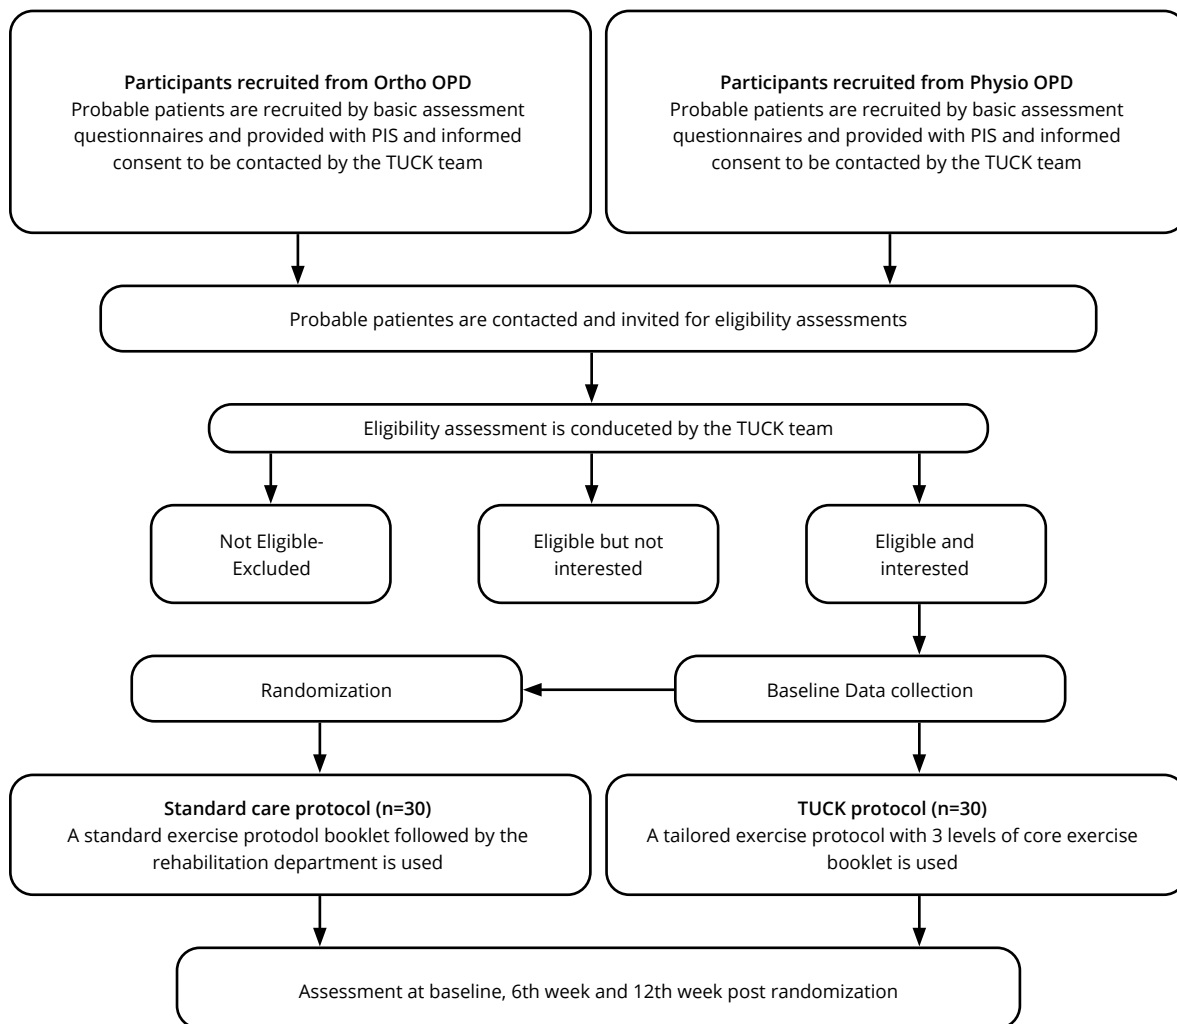 Participants recruited from Ortho OPD
Probable patients are recruited by basic assessment
questionnaires and provided with PIS and informed
consent to be contacted by the TUCK team
Participants recruited from Physio OPD
Probable patients are recruited by basic assessment
questionnaires and provided with PIS and informed
consent to be contacted by the TUCK team
Probable patientes are contacted and invited for eligibility assessments
Eligibility assessment is conduceted by the TUCK team
Not Eligible-
Excluded
Eligible but not
interested
Eligible and
interested
Randomization
Baseline Data collection
Standard care protocol (n=30)
A standard exercise protodol booklet followed by the
rehabilitation department is used
TUCK protocol (n=30)
A tailored exercise protocol with 3 levels of core exercise
booklet is used
Assessment at baseline, 6th week and 12th week post randomization